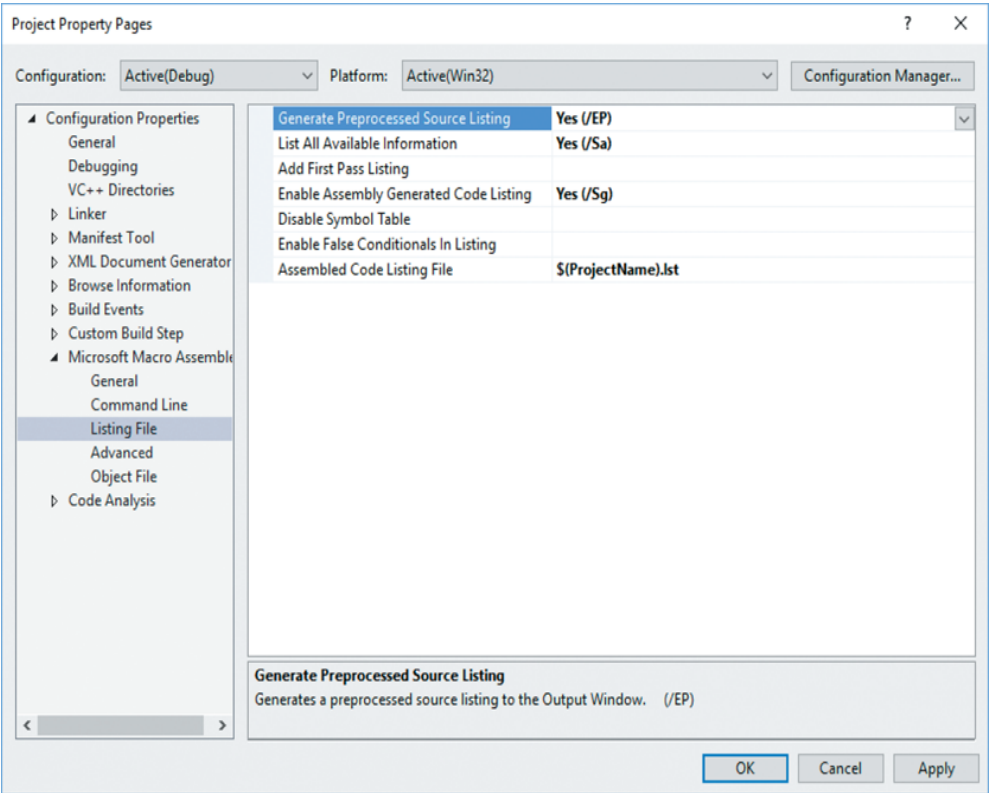 Project Property Pages
? X
Configuration: Active(Debug) Platform: Active(Win32) Configuration Manager...
Configuration Properties
General
Debugging
VC++ Directories
Linker
Manifest Tool
XML Document Generator
Browse Information
Build Events
Custom Build Step
Microsoft Macro Assemble
General
Command Line
Listing File
Advanced
Object File
Code Analysis
Generate Preprocessed Source Listing Yes (/EP)
List All Available Information Yes (/Sa)
Add First Pass Listing
Enable Assembly Generated Code Listing Yes (/Sg)
Disable Symbol Table
Enable False Conditionals In Listing
Assembled Code Listing File $(ProjectName).lst
Generate Preprocessed Source Listing
Generates a preprocessed source listing to the Output Window. (/EP)
OK Cancel Apply